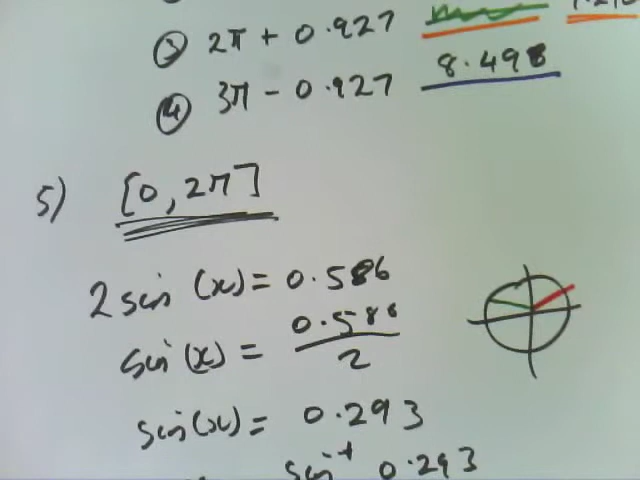 ③ 2π + 0.927
④ 3π - 0.927 8.498
5) [0, 2π]
2 sin (x) = 0.586
sin (x) = 0.586 / 2
sin (x) = 0.293
sin⁻¹ 0.293